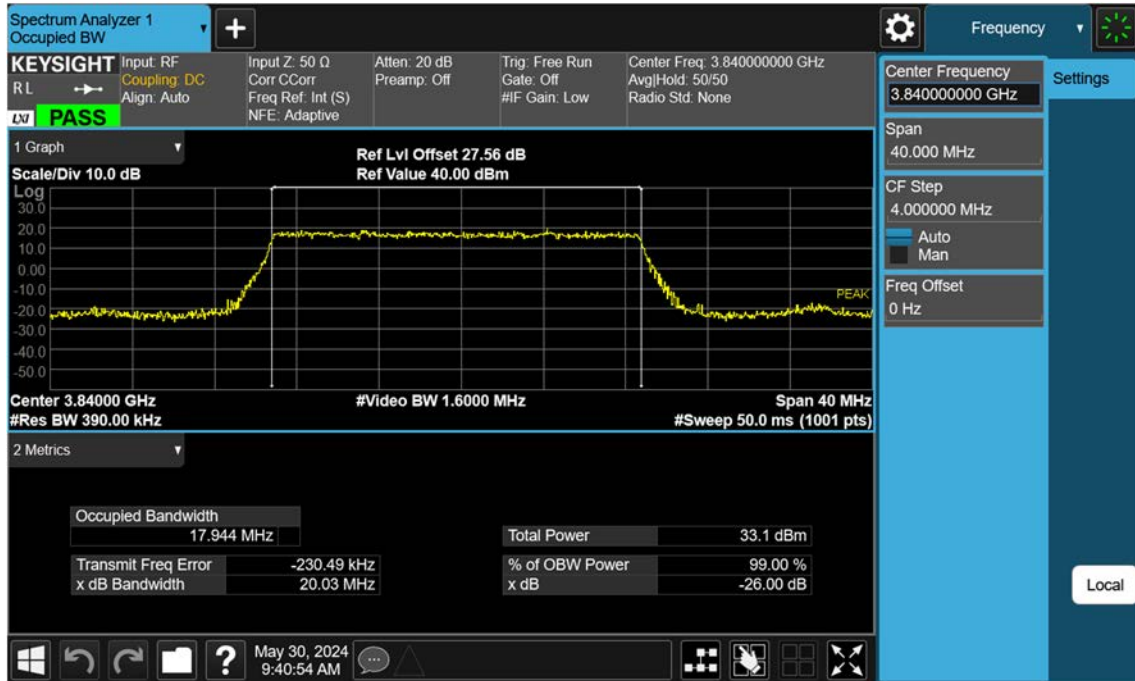 Spectrum Analyzer 1
Occupied BW
Frequency
KEYSIGHT
R L
LXI PASS
Input: RF
Coupling: DC
Align: Auto
Input Z: 50 Ω
Corr CCorr
Freq Ref: Int (S)
NFE: Adaptive
Atten: 20 dB
Preamp: Off
Trig: Free Run
Gate: Off
#IF Gain: Low
Center Freq: 3.840000000 GHz
Avg|Hold: 50/50
Radio Std: None
Center Frequency
3.840000000 GHz
Settings
Span
40.000 MHz
CF Step
4.000000 MHz
Auto
Man
Freq Offset
0 Hz
Local
1 Graph
Scale/Div 10.0 dB
Ref Lvl Offset 27.56 dB
Ref Value 40.00 dBm
Log
30.0
20.0
10.0
0.00
-10.0
-20.0
-30.0
-40.0
-50.0
PEAK
Center 3.84000 GHz
#Video BW 1.6000 MHz
Span 40 MHz
#Res BW 390.00 kHz
#Sweep 50.0 ms (1001 pts)
2 Metrics
Occupied Bandwidth
17.944 MHz
Total Power 33.1 dBm
Transmit Freq Error -230.49 kHz
% of OBW Power 99.00 %
x dB Bandwidth 20.03 MHz
x dB -26.00 dB
?
May 30, 2024
9:40:54 AM